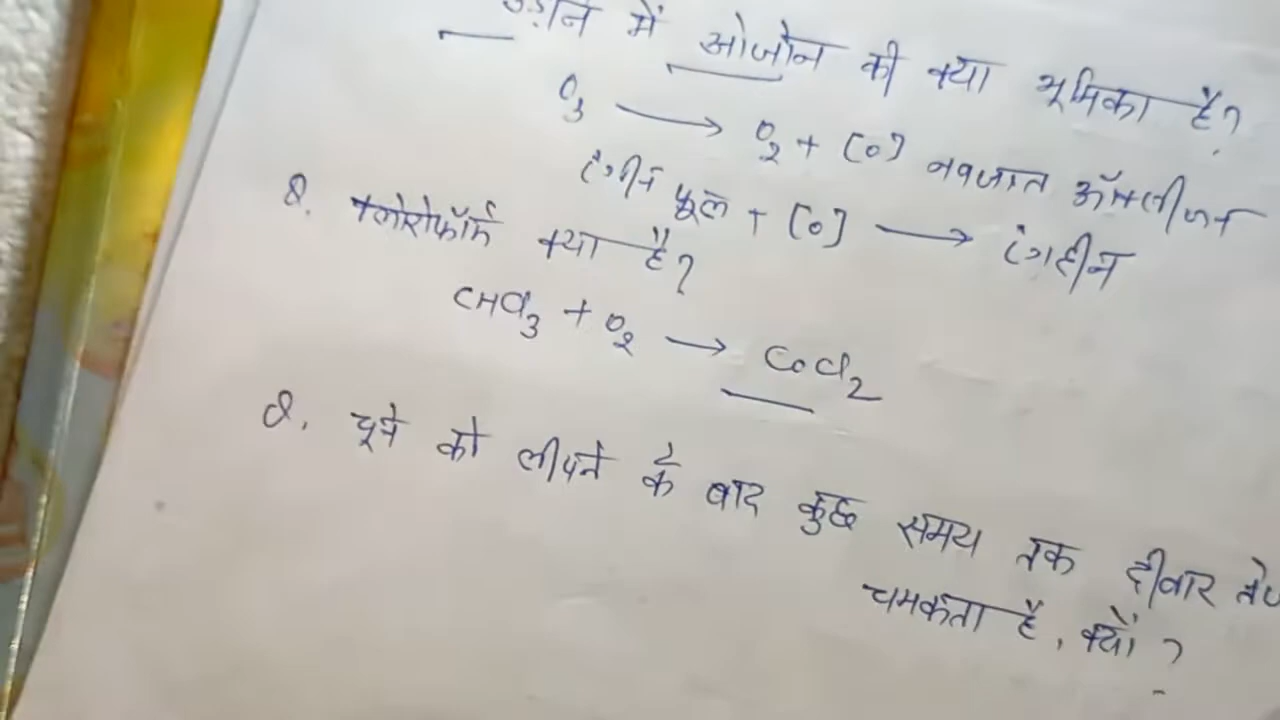 में ओजोन की क्या भूमिका है?
O3 → O2 + [O] नवजात ऑक्सीजन
रंगीन फूल + [O] → रंगहीन
Q. क्लोरोफॉर्म क्या है?
CHCl3 + O2 → COCl2
Q. चूने को लीपने के बाद कुछ समय तक दीवार
चमकता है, क्यों?